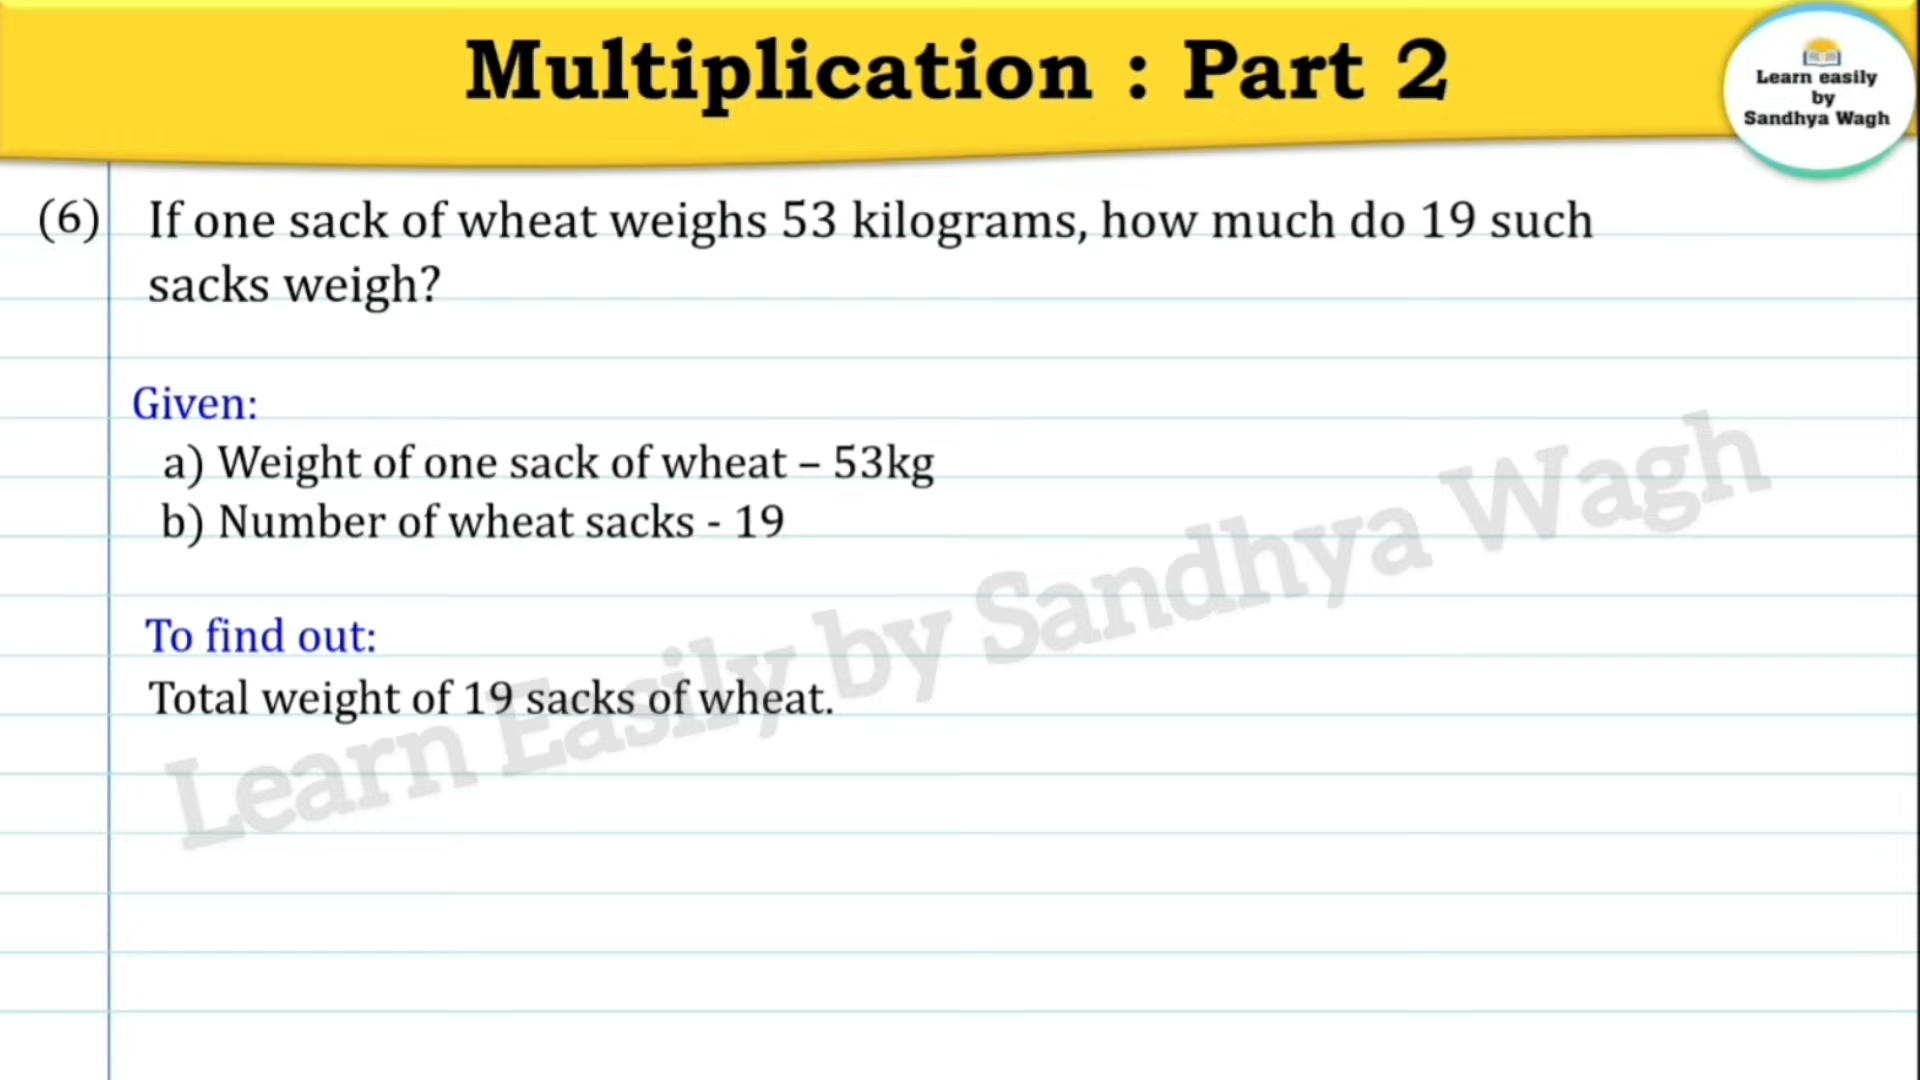 Multiplication : Part 2
Learn easily
by
Sandhya Wagh
(6) If one sack of wheat weighs 53 kilograms, how much do 19 such
sacks weigh?
Given:
a) Weight of one sack of wheat – 53kg
b) Number of wheat sacks - 19
To find out:
Total weight of 19 sacks of wheat.
Learn Easily by Sandhya Wagh